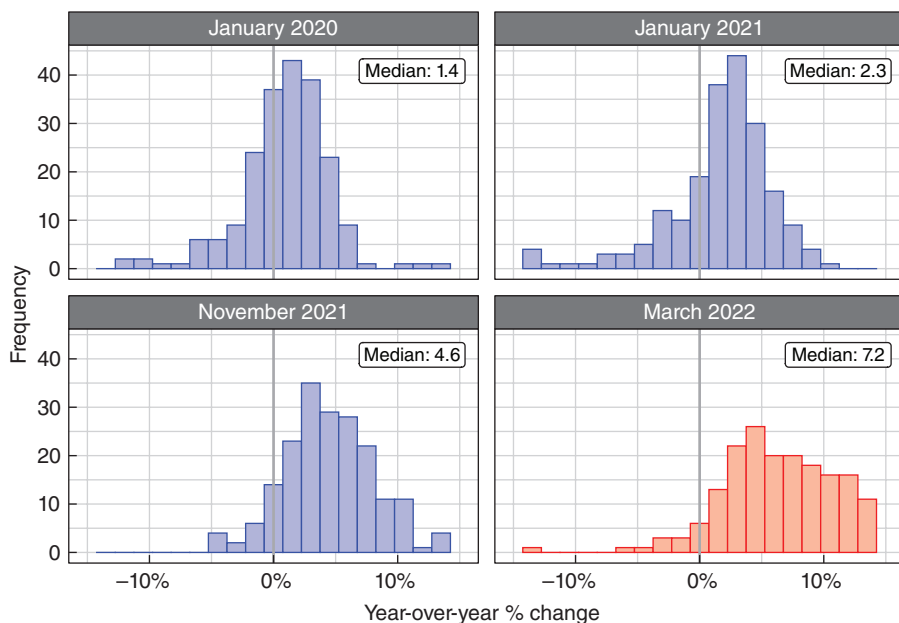 January 2020
January 2021
Median: 1.4
Median: 2.3
40
30
20
10
0
November 2021
March 2022
Median: 4.6
Median: 7.2
40
30
20
10
0
Frequency
−10%
0%
10%
−10%
0%
10%
Year-over-year % change